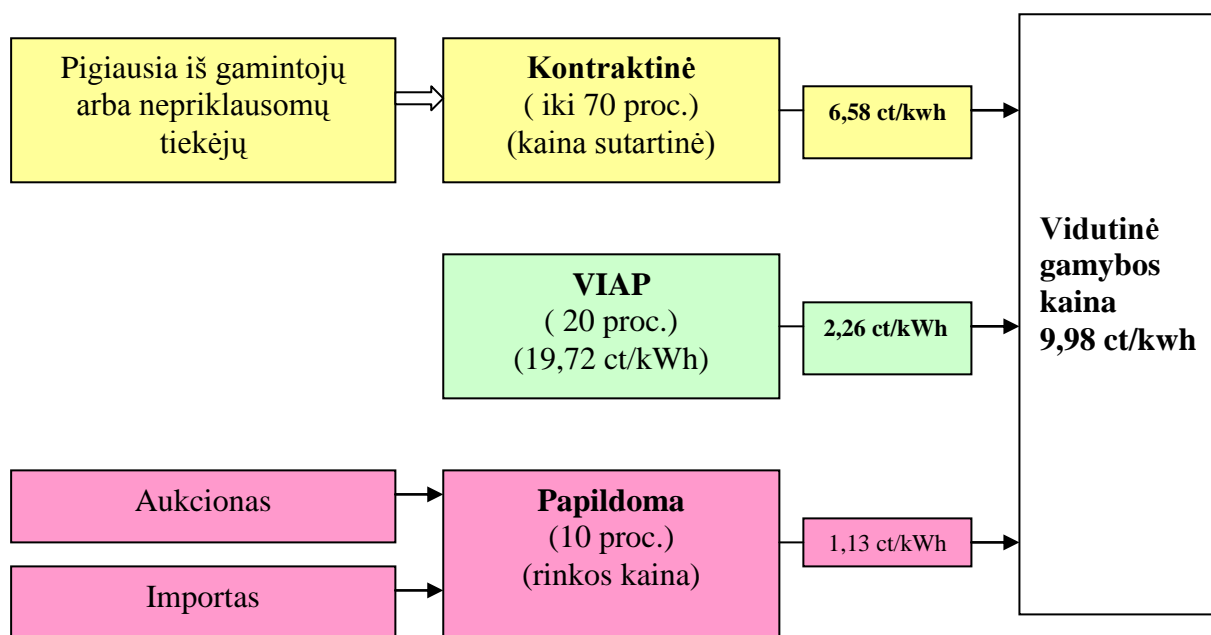 Pigiausia iš gamintojų
arba nepriklausomų
tiekėjų
Kontraktinė
( iki 70 proc.)
(kaina sutartinė)
6,58 ct/kwh
VIAP
( 20 proc.)
(19,72 ct/kWh)
2,26 ct/kWh
Aukcionas
Importas
Papildoma
(10 proc.)
(rinkos kaina)
1,13 ct/kWh
Vidutinė
gamybos
kaina
9,98 ct/kwh